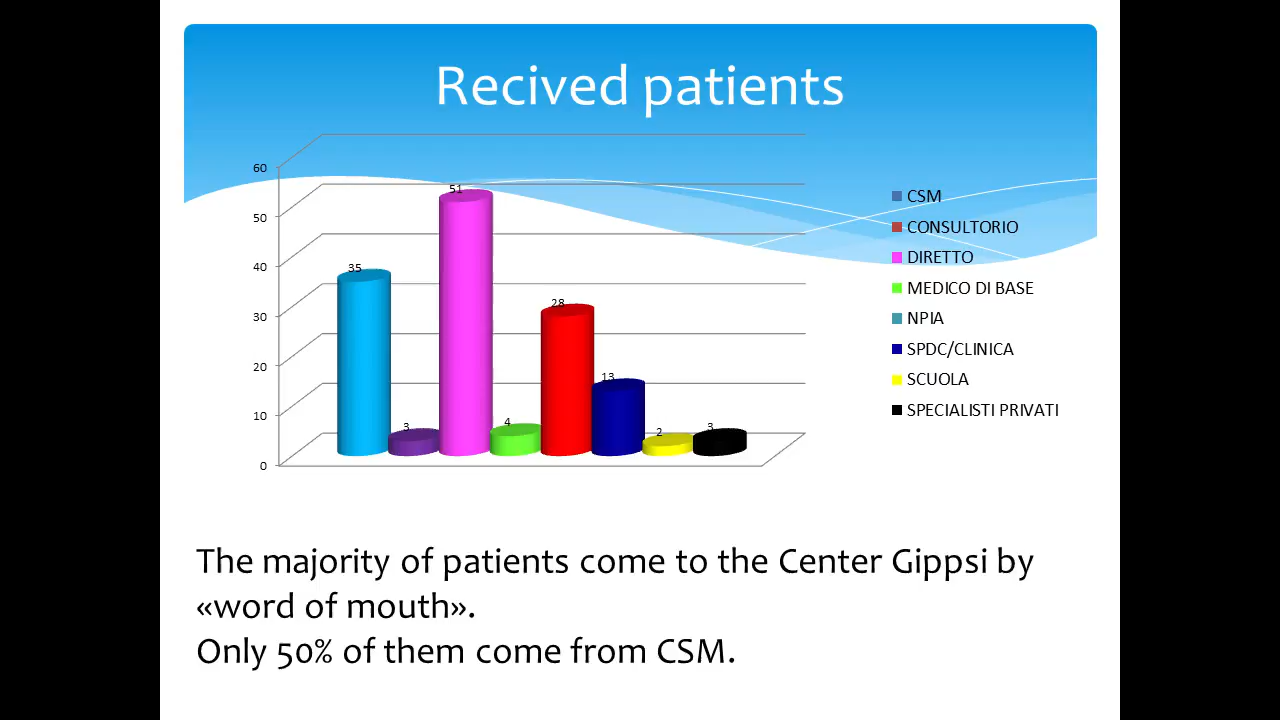 Recived patients
60
50
40
30
20
10
0
35
3
51
4
28
13
2
3
CSM
CONSULTORIO
DIRETTO
MEDICO DI BASE
NPIA
SPDC/CLINICA
SCUOLA
SPECIALISTI PRIVATI
The majority of patients come to the Center Gippsi by
«word of mouth».
Only 50% of them come from CSM.